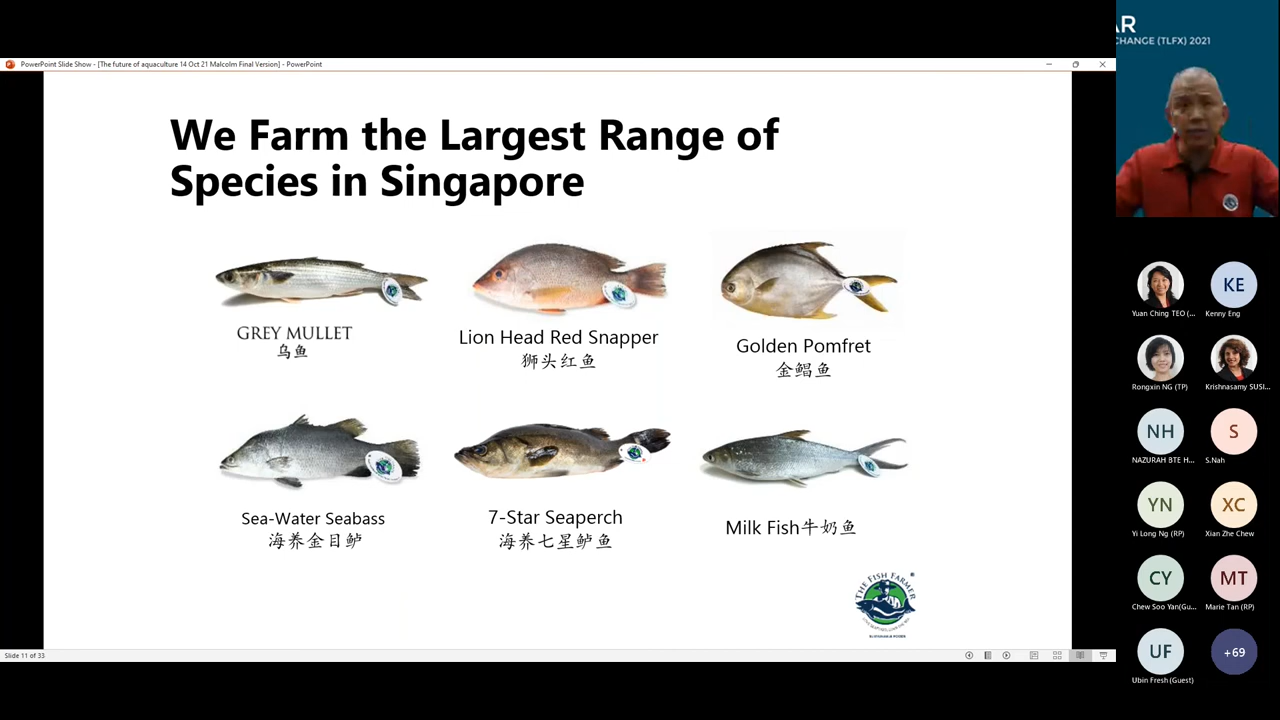 AR
CHANGE (TLFX) 2021
PowerPoint Slide Show - [The future of aquaculture 14 Oct 21 Malcolm Final Version] - PowerPoint
We Farm the Largest Range of
Species in Singapore
GREY MULLET
乌鱼
Lion Head Red Snapper
狮头红鱼
Golden Pomfret
金鲳鱼
Sea-Water Seabass
海养金目鲈
7-Star Seaperch
海养七星鲈鱼
Milk Fish牛奶鱼
THE FISH FARMER
Slide 11 of 33
Yuan Ching TEO (...
KE
Kenny Eng
Rongxin NG (TP)
Krishnasamy SUSI...
NH
NAZURAH BTE H...
S
S.Nah
YN
Yi Long Ng (RP)
XC
Xian Zhe Chew
CY
Chew Soo Yan(Gu...
MT
Marie Tan (RP)
UF
Ubin Fresh (Guest)
+69